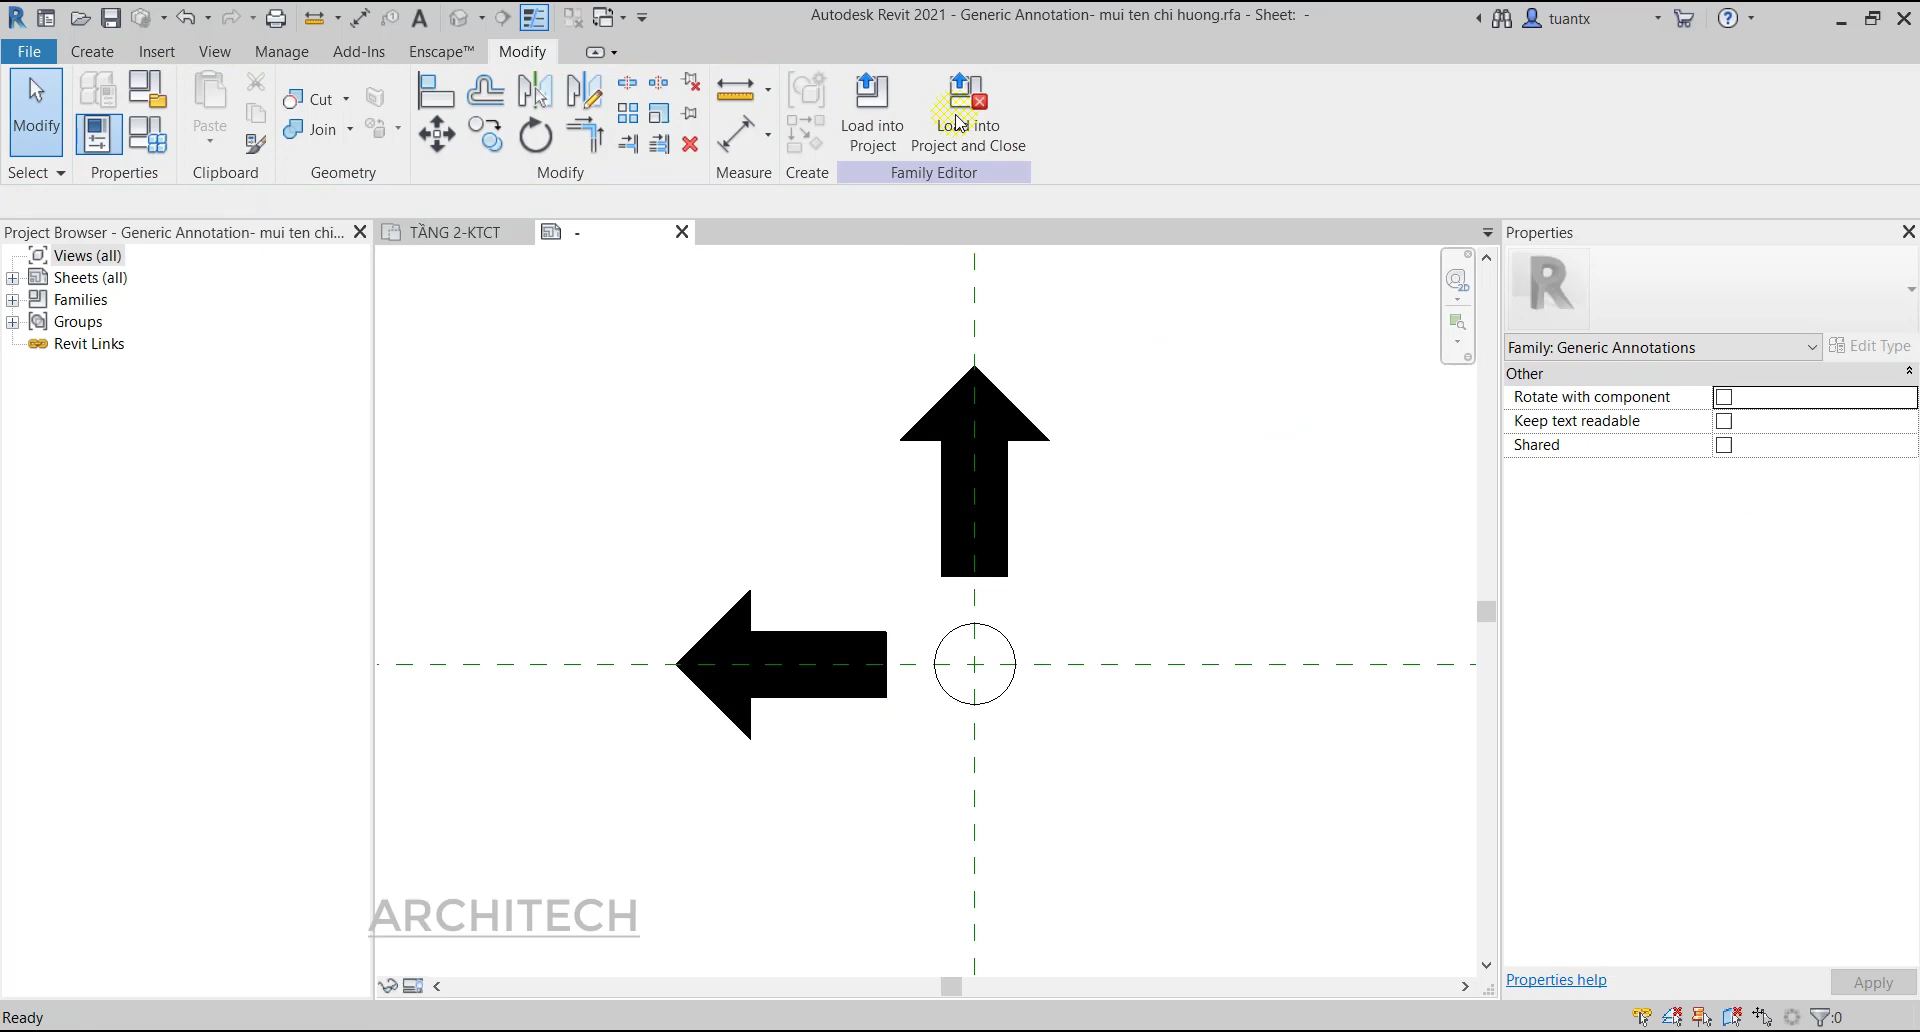 Autodesk Revit 2021 - Generic Annotation- mui ten chi huong.rfa - Sheet: -
tuantx
File
Create
Insert
View
Manage
Add-Ins
Enscape™
Modify
Modify
Paste
Cut
Join
Load into
Project
Load into
Project and Close
Select
Properties
Clipboard
Geometry
Modify
Measure
Create
Family Editor
Project Browser - Generic Annotation- mui ten chi...
TẦNG 2-KTCT
-
Properties
Views (all)
Sheets (all)
Families
Groups
Revit Links
2D
R
Family: Generic Annotations
Edit Type
Other
Rotate with component
Keep text readable
Shared
ARCHITECH
Properties help
Apply
Ready
:0